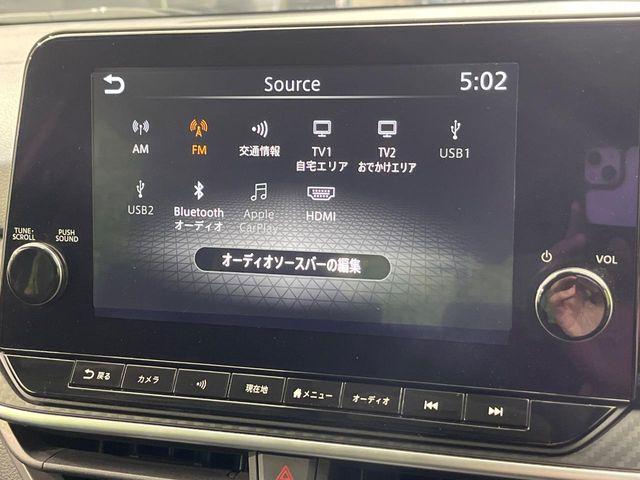 Source
5:02
AM
FM
交通情報
TV1
自宅エリア
TV2
おでかけエリア
USB1
USB2
Bluetooth
オーディオ
Apple
CarPlay
HDMI
オーディオソースバーの編集
TUNE・
SCROLL
PUSH
SOUND
VOL
戻る
カメラ
現在地
メニュー
オーディオ